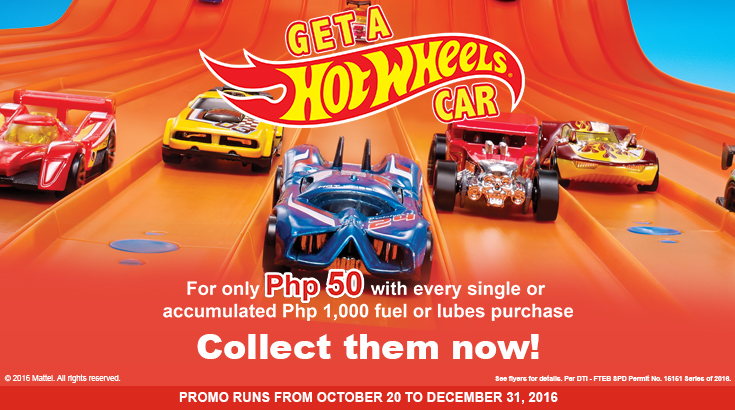 GET A
HOT WHEELS®
CAR
For only Php 50 with every single or
accumulated Php 1,000 fuel or lubes purchase
Collect them now!
© 2016 Mattel. All rights reserved.
See flyers for details. Per DTI - FTEB SPD Permit No. 15151 Series of 2016.
PROMO RUNS FROM OCTOBER 20 TO DECEMBER 31, 2016